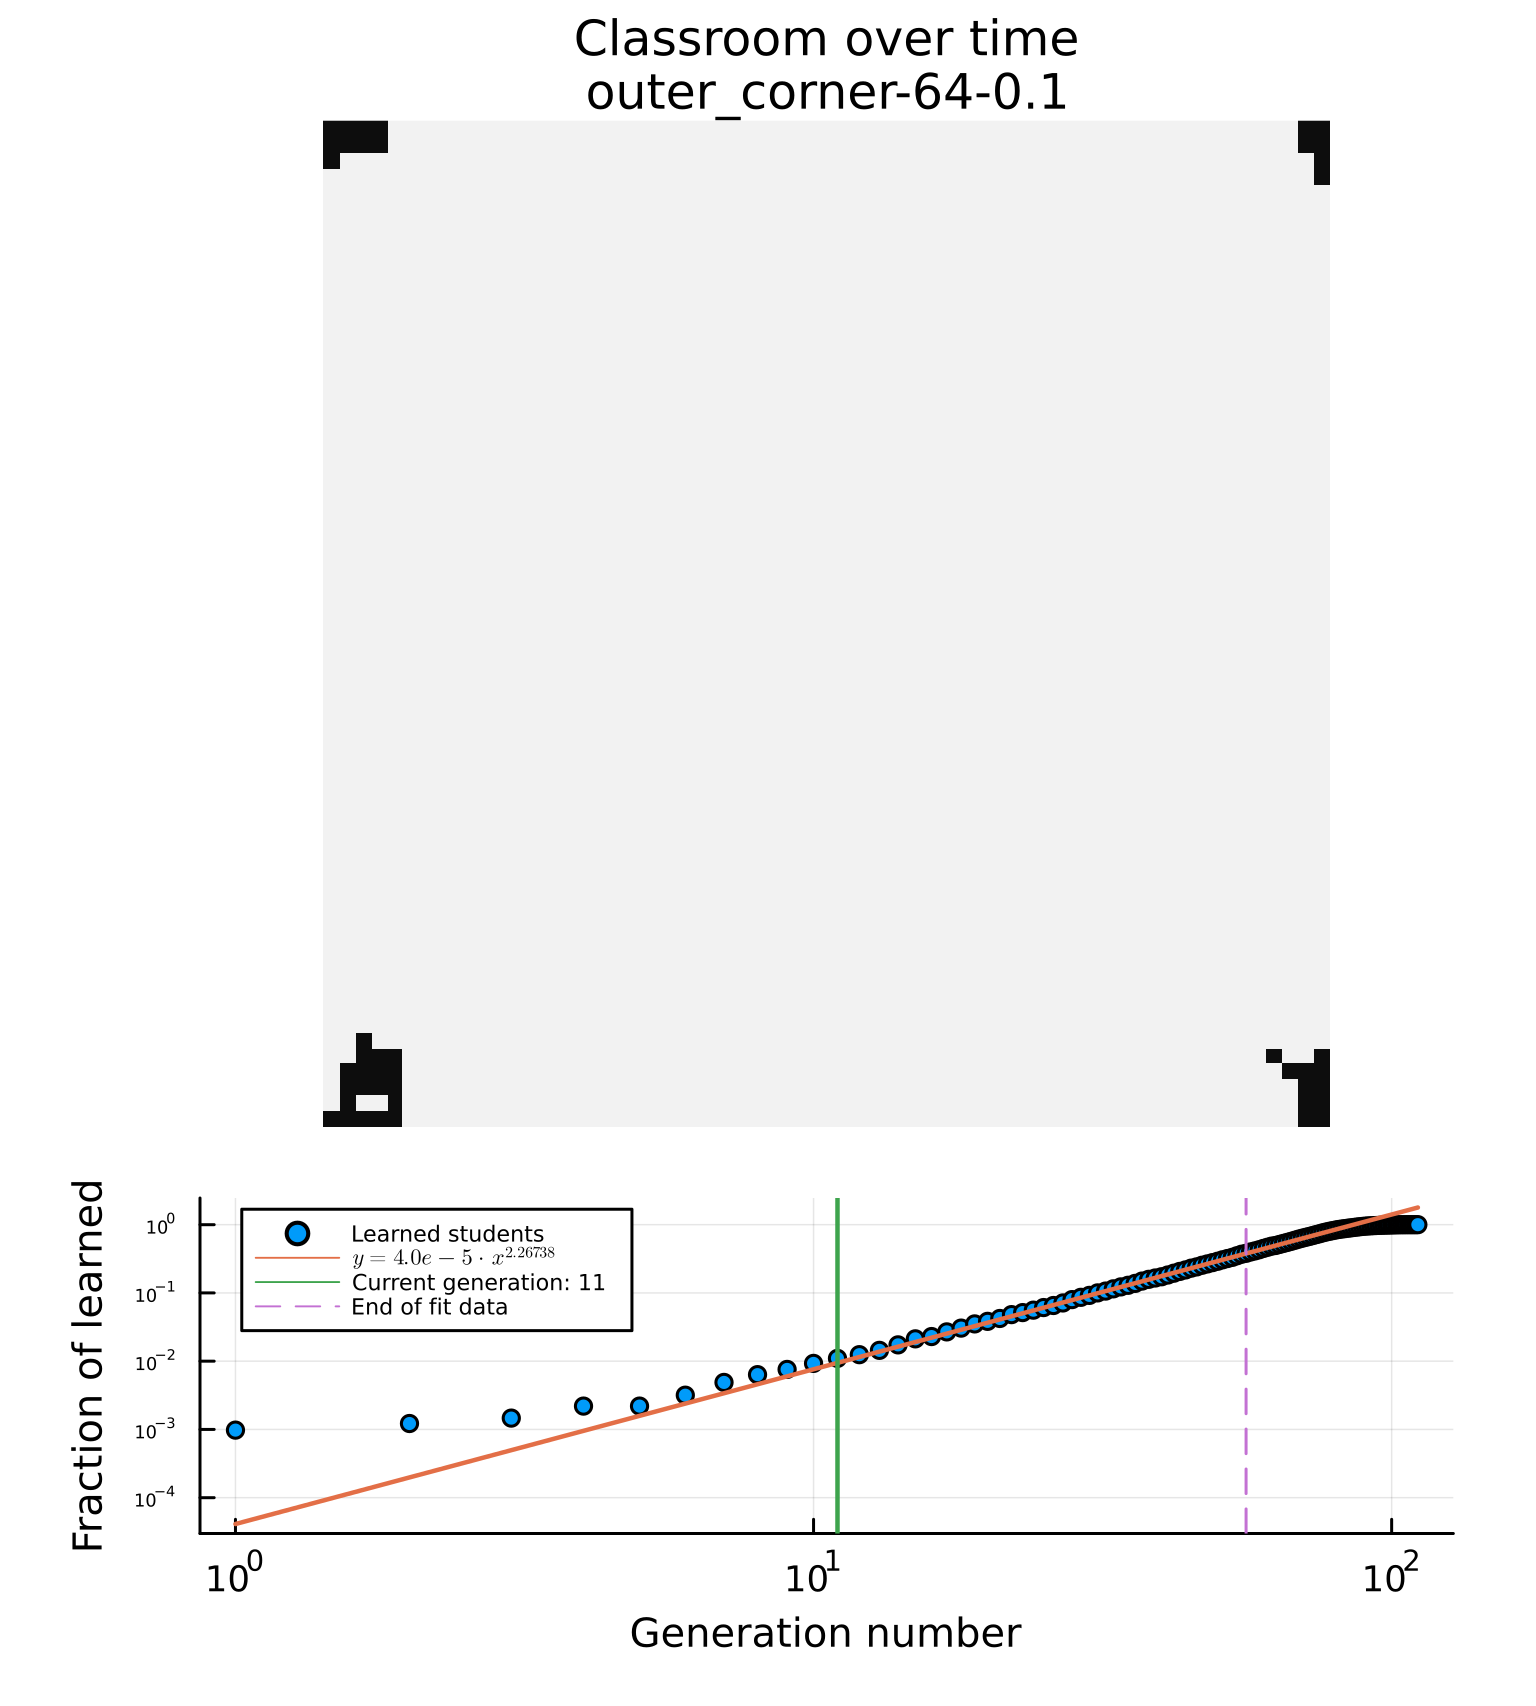 Classroom over time
outer_corner-64-0.1
Fraction of learned
10^0
10^-1
10^-2
10^-3
10^-4
Learned students
y = 4.0e − 5 · x^2.26738
Current generation: 11
End of fit data
10^0 10^1 10^2
Generation number